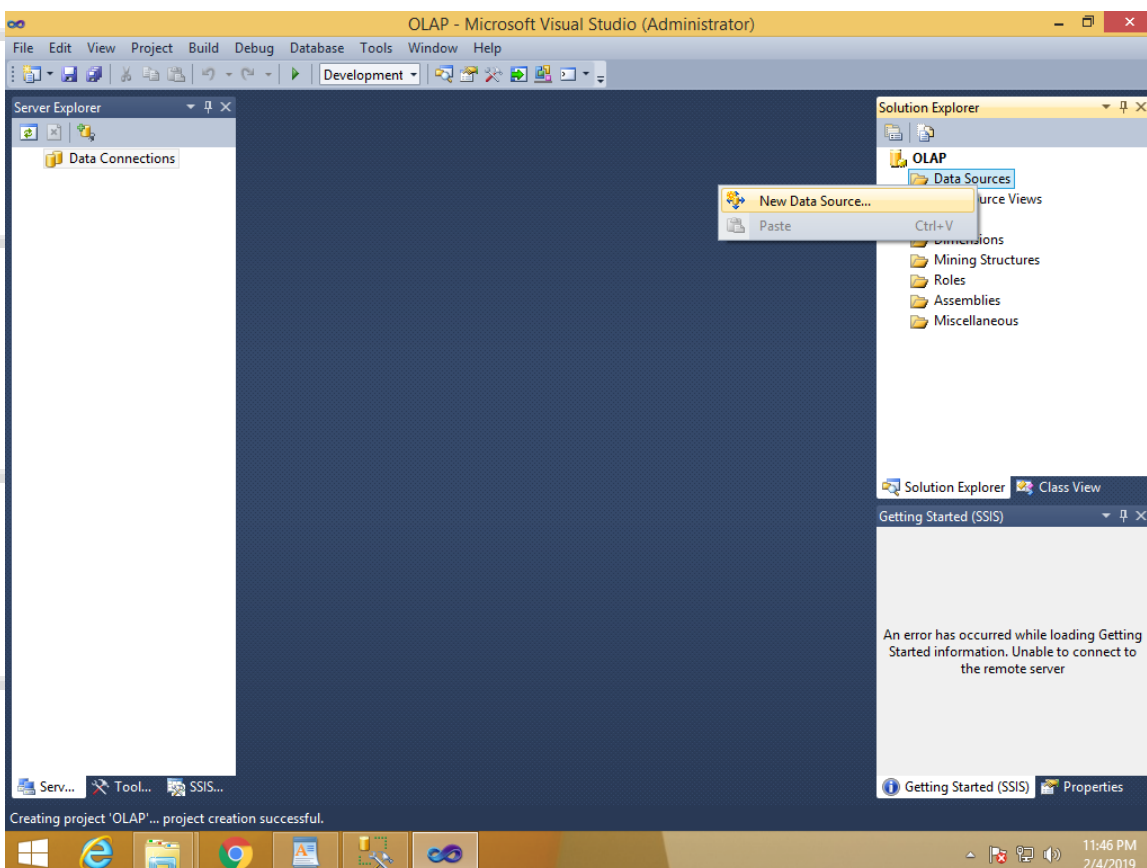 OLAP - Microsoft Visual Studio (Administrator)
File Edit View Project Build Debug Database Tools Window Help
Development
Server Explorer
Data Connections
Solution Explorer
OLAP
Data Sources
New Data Source...
urce Views
Paste Ctrl+V
Dimensions
Mining Structures
Roles
Assemblies
Miscellaneous
Solution Explorer Class View
Getting Started (SSIS)
An error has occurred while loading Getting
Started information. Unable to connect to
the remote server
Serv... Tool... SSIS...
Getting Started (SSIS) Properties
Creating project 'OLAP'... project creation successful.
11:46 PM
2/4/2019